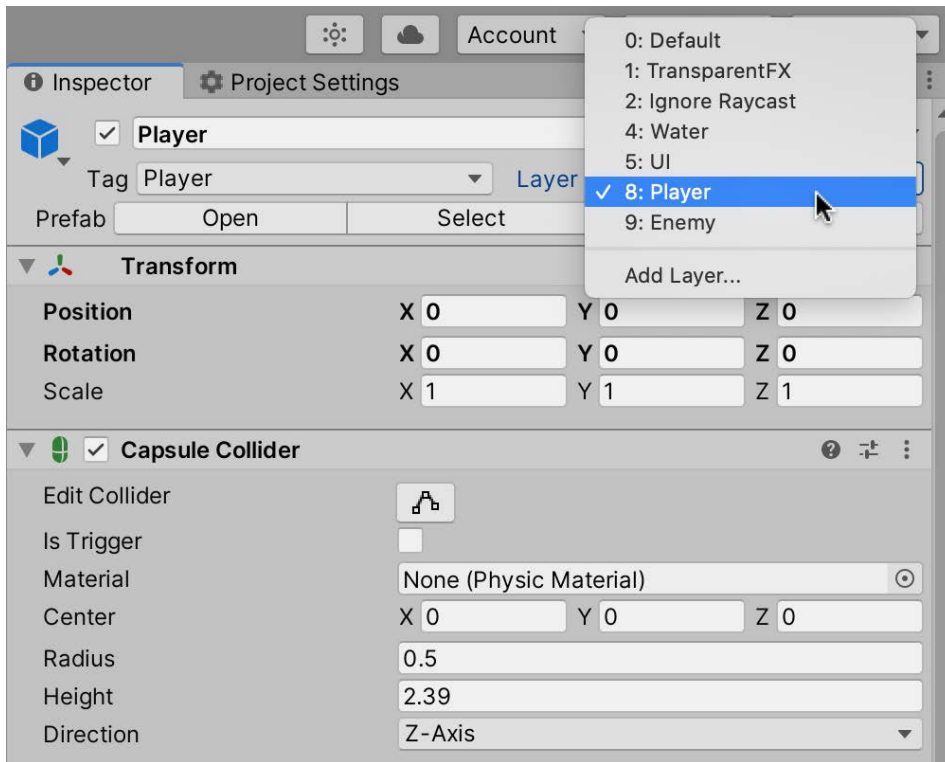 Account
0: Default
1: TransparentFX
2: Ignore Raycast
4: Water
5: UI
✓ 8: Player
9: Enemy
Add Layer...
Inspector Project Settings
Player
Tag Player Layer
Prefab Open Select
Transform
Position X 0 Y 0 Z 0
Rotation X 0 Y 0 Z 0
Scale X 1 Y 1 Z 1
Capsule Collider
Edit Collider
Is Trigger
Material None (Physic Material)
Center X 0 Y 0 Z 0
Radius 0.5
Height 2.39
Direction Z-Axis